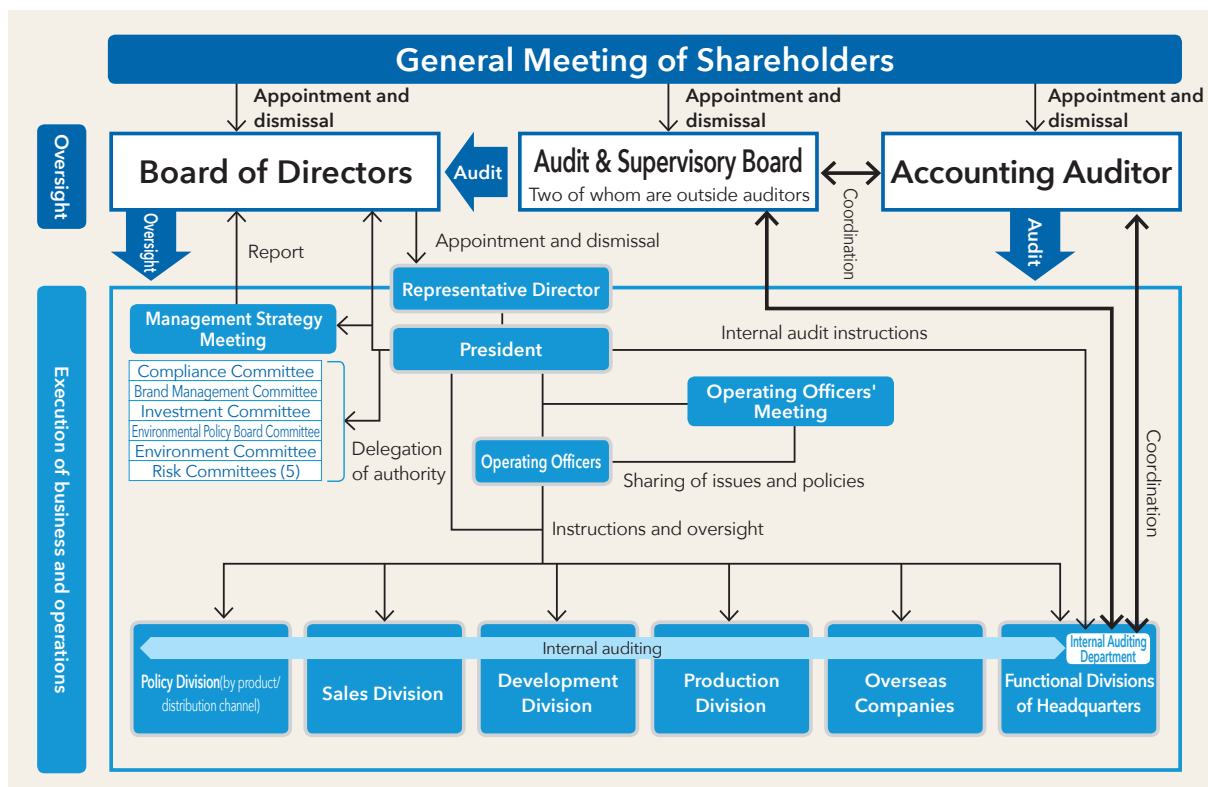 General Meeting of Shareholders
Appointment and
dismissal
Appointment and
dismissal
Appointment and
dismissal
Oversight
Board of Directors
Audit
Audit & Supervisory Board
Two of whom are outside auditors
Coordination
Accounting Auditor
Oversight
Report
Appointment and dismissal
Audit
Execution of business and operations
Representative Director
Management Strategy
Meeting
President
Internal audit instructions
Compliance Committee
Brand Management Committee
Investment Committee
Environmental Policy Board Committee
Environment Committee
Risk Committees (5)
Delegation
of authority
Operating Officers'
Meeting
Operating Officers
Sharing of issues and policies
Coordination
Instructions and oversight
Internal auditing
Internal Auditing
Department
Policy Division(by product/
distribution channel)
Sales Division
Development
Division
Production
Division
Overseas
Companies
Functional Divisions
of Headquarters